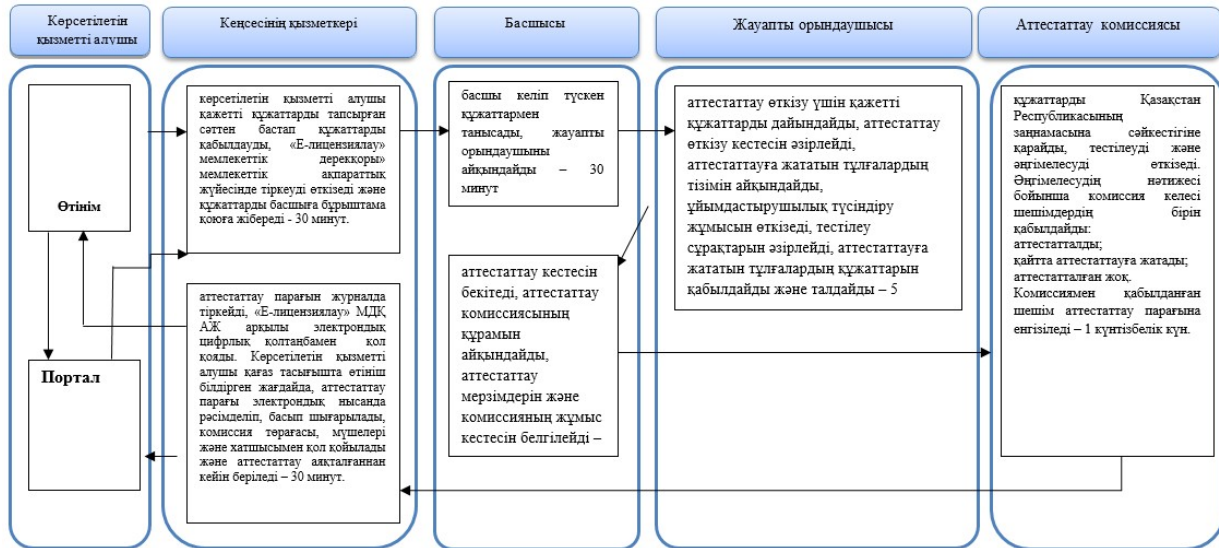 Көрсетілетін
қызметті алушы
Кеңсесінің қызметкері
Басшысы
Жауапты орындаушысы
Аттестаттау комиссиясы
Өтінім
Портал
көрсетілетін қызметті алушы
қажетті құжаттарды тапсырған
сәттен бастап құжаттарды
қабылдауды, «Е-лицензиялау»
мемлекеттік дереққоры»
мемлекеттік ақпараттық
жүйесінде тіркеуді өткізеді және
құжаттарды басшыға бұрыштама
қоюға жібереді - 30 минут.
аттестаттау парағын журналда
тіркейді, «Е-лицензиялау» МДҚ
АЖ арқылы электрондық
цифрлық қолтанбамен қол
қояды. Көрсетілетін қызметті
алушы қағаз тасығышта өтініш
білдірген жағдайда, аттестаттау
парағы электрондық нысанда
рәсімделіп, басып шығарылады,
комиссия төрағасы, мүшелері
және хатшысымен қол қойылады
және аттестаттау аяқталғаннан
кейін беріледі – 30 минут.
басшы келіп түскен
құжаттармен
танысады, жауапты
орындаушыны
айқындайды – 30
минут
аттестаттау кестесін
бекітеді, аттестаттау
комиссиясының
құрамын
айқындайды,
аттестаттау
мерзімдерін және
комиссияның жұмыс
кестесін белгілейді –
аттестаттау өткізу үшін қажетті
құжаттарды дайындайды, аттестаттау
өткізу кестесін әзірлейді,
аттестаттауға жататын тұлғалардың
тізімін айқындайды,
ұйымдастырушылық түсіндіру
жұмысын өткізеді, тестілеу
сұрақтарын әзірлейді, аттестаттауға
жататын тұлғалардың құжаттарын
қабылдайды және талдайды – 5
құжаттарды Қазақстан
Республикасының
заңнамасына сәйкестігіне
қарайды, тестілеуді және
әңгімелесуді өткізеді.
Әңгімелесудің нәтижесі
бойынша комиссия келесі
шешімдердің бірін
қабылдайды:
аттестатталды;
қайтта аттестаттауға жатады;
аттестатталған жоқ.
Комиссиямен қабылданған
шешім аттестаттау парағына
енгізіледі – 1 күнтізбелік күн.